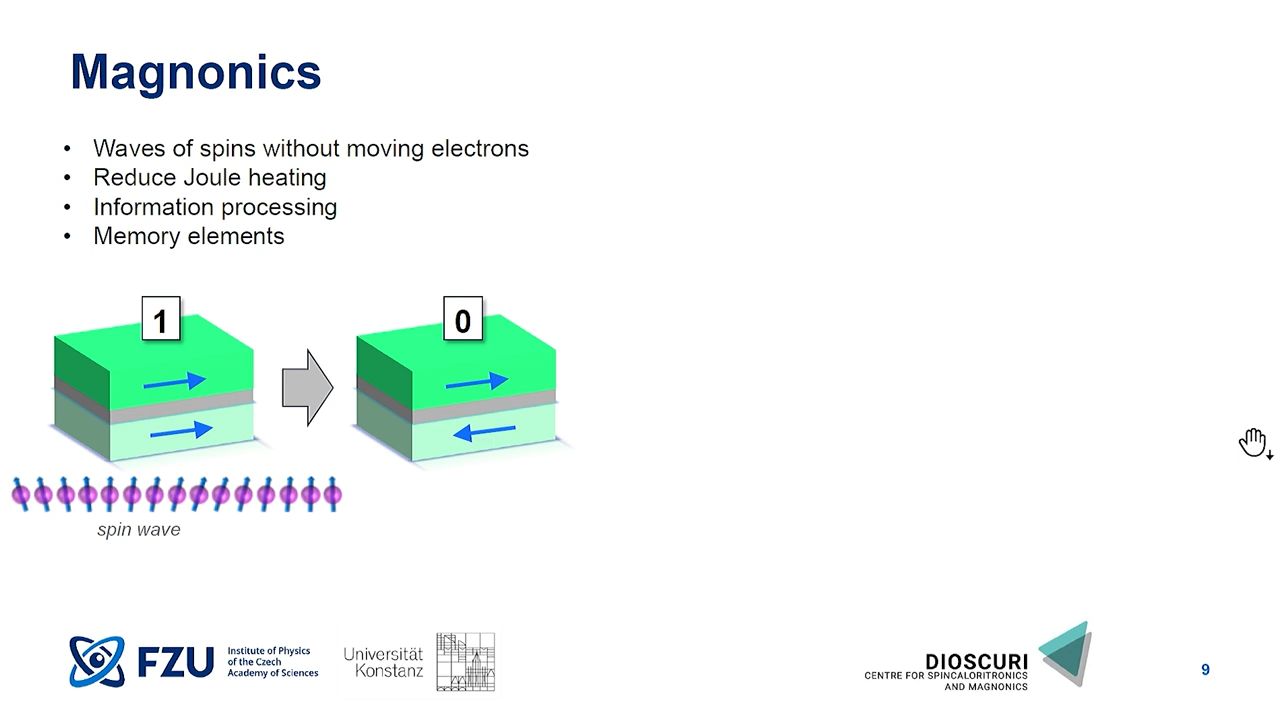 Magnonics
• Waves of spins without moving electrons
• Reduce Joule heating
• Information processing
• Memory elements
1
0
spin wave
FZU
Institute of Physics
of the Czech
Academy of Sciences
Universität
Konstanz
DIOSCURI
CENTRE FOR SPINCALORITRONICS
AND MAGNONICS
9